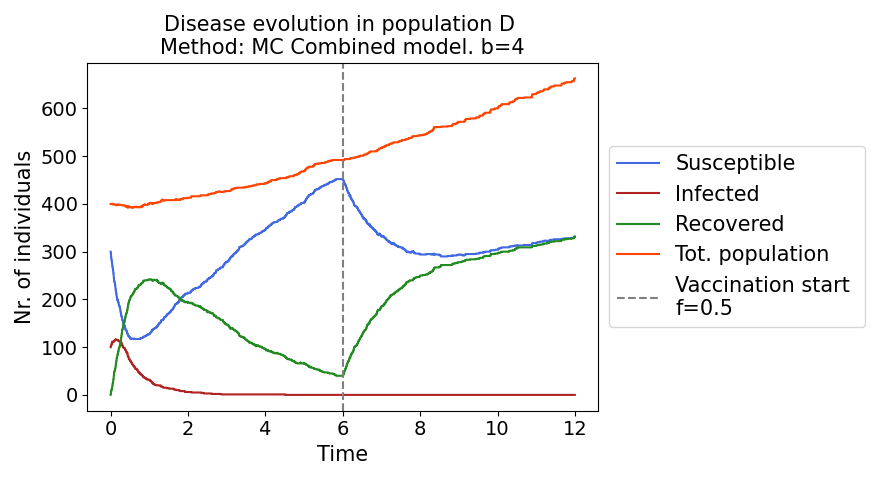 Disease evolution in population D
Method: MC Combined model. b=4
Nr. of individuals
600
500
400
300
200
100
0
0 2 4 6 8 10 12
Time
Susceptible
Infected
Recovered
Tot. population
Vaccination start
f=0.5